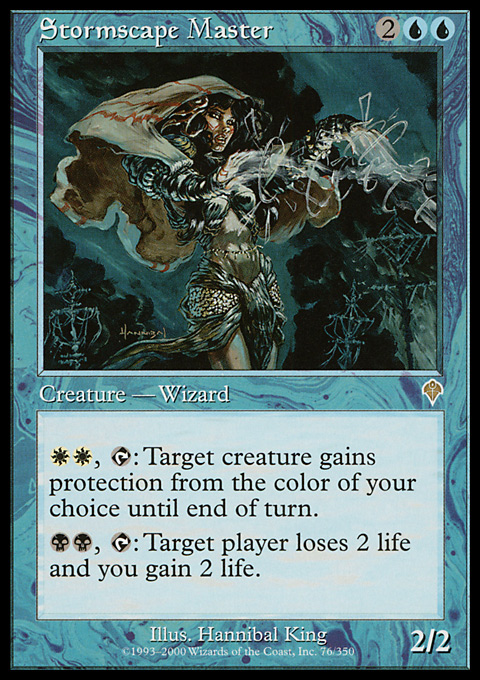 Stormscape Master 2
Creature — Wizard
, : Target creature gains
protection from the color of your
choice until end of turn.
, : Target player loses 2 life
and you gain 2 life.
Illus. Hannibal King
©1993–2000 Wizards of the Coast, Inc. 76/350
2/2